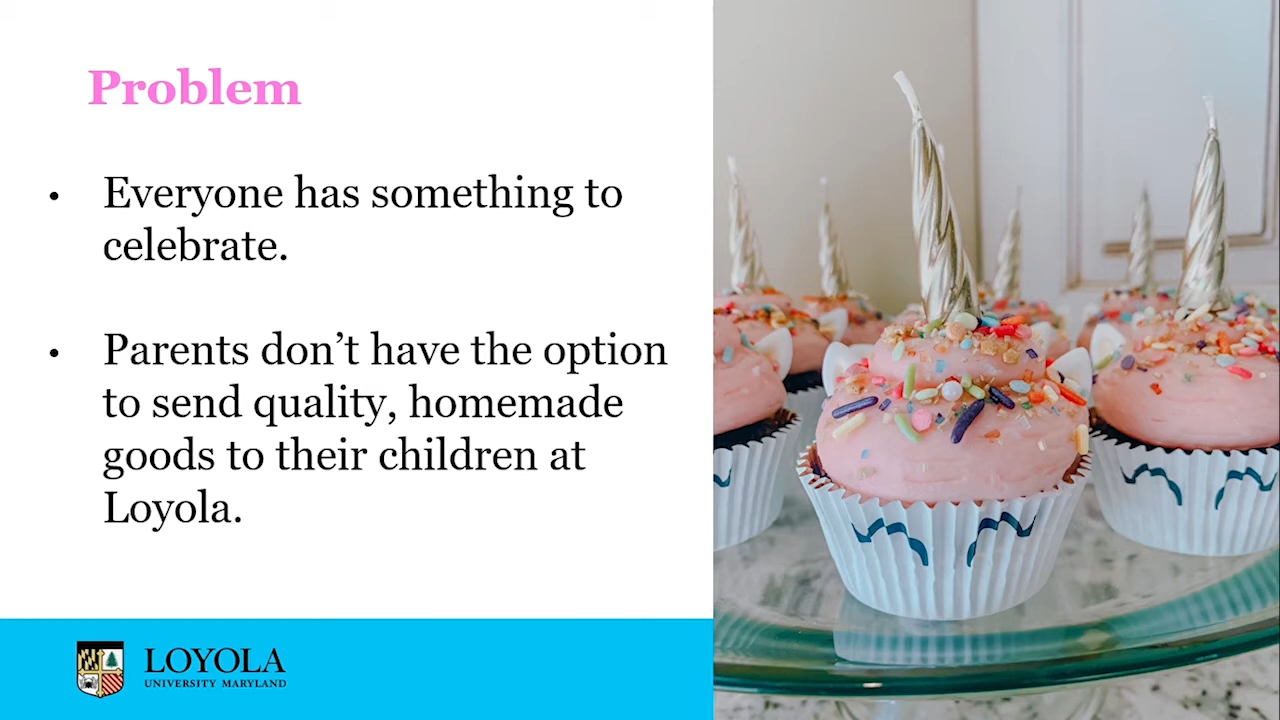 Problem
• Everyone has something to
celebrate.
• Parents don’t have the option
to send quality, homemade
goods to their children at
Loyola.
LOYOLA
UNIVERSITY MARYLAND